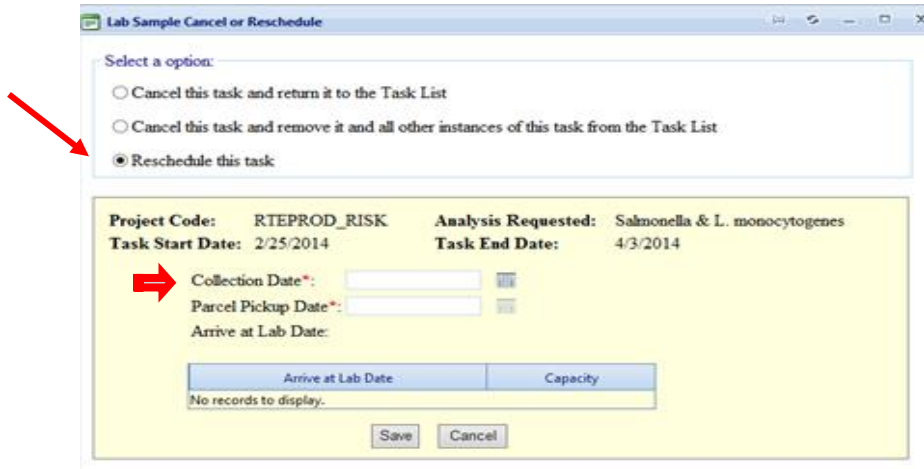 Lab Sample Cancel or Reschedule
Select a option:
Cancel this task and return it to the Task List
Cancel this task and remove it and all other instances of this task from the Task List
Reschedule this task
Project Code: RTEPROD_RISK Analysis Requested: Salmonella & L. monocytogenes
Task Start Date: 2/25/2014 Task End Date: 4/3/2014
Collection Date*:
Parcel Pickup Date*:
Arrive at Lab Date:
Arrive at Lab Date Capacity
No records to display.
Save Cancel